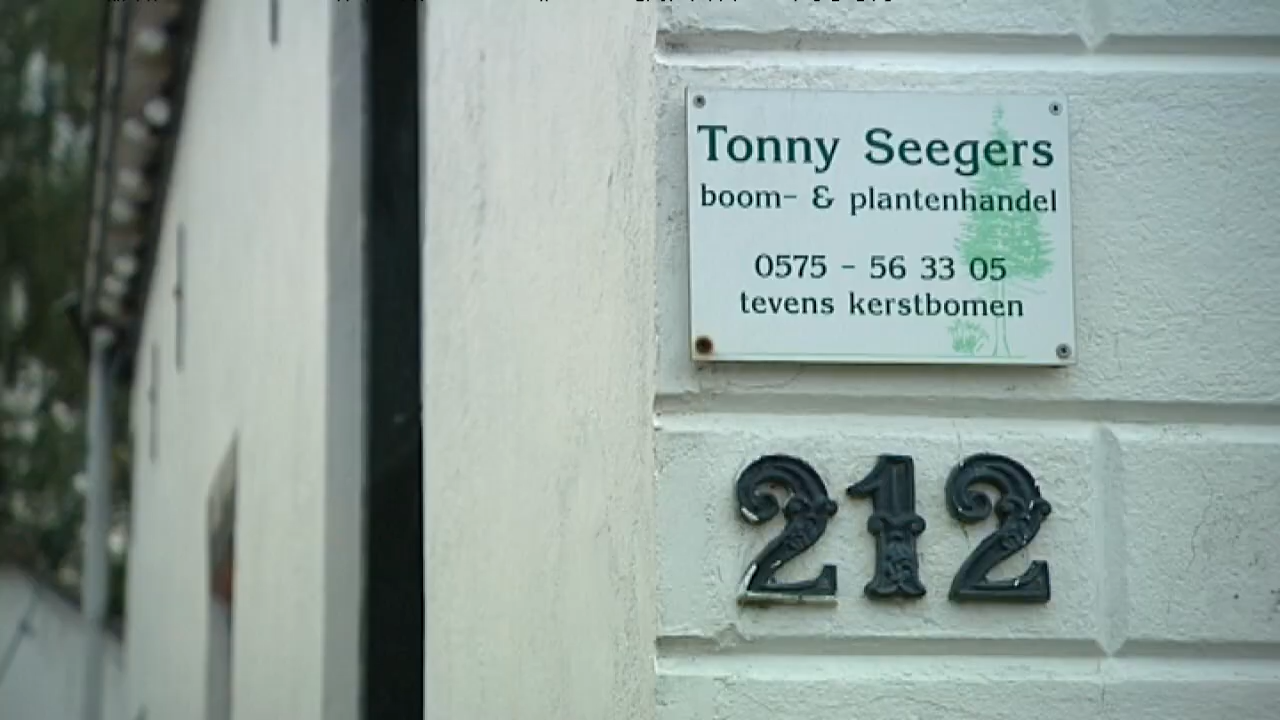 Tonny Seegers
boom- & plantenhandel
0575 - 56 33 05
tevens kerstbomen
212